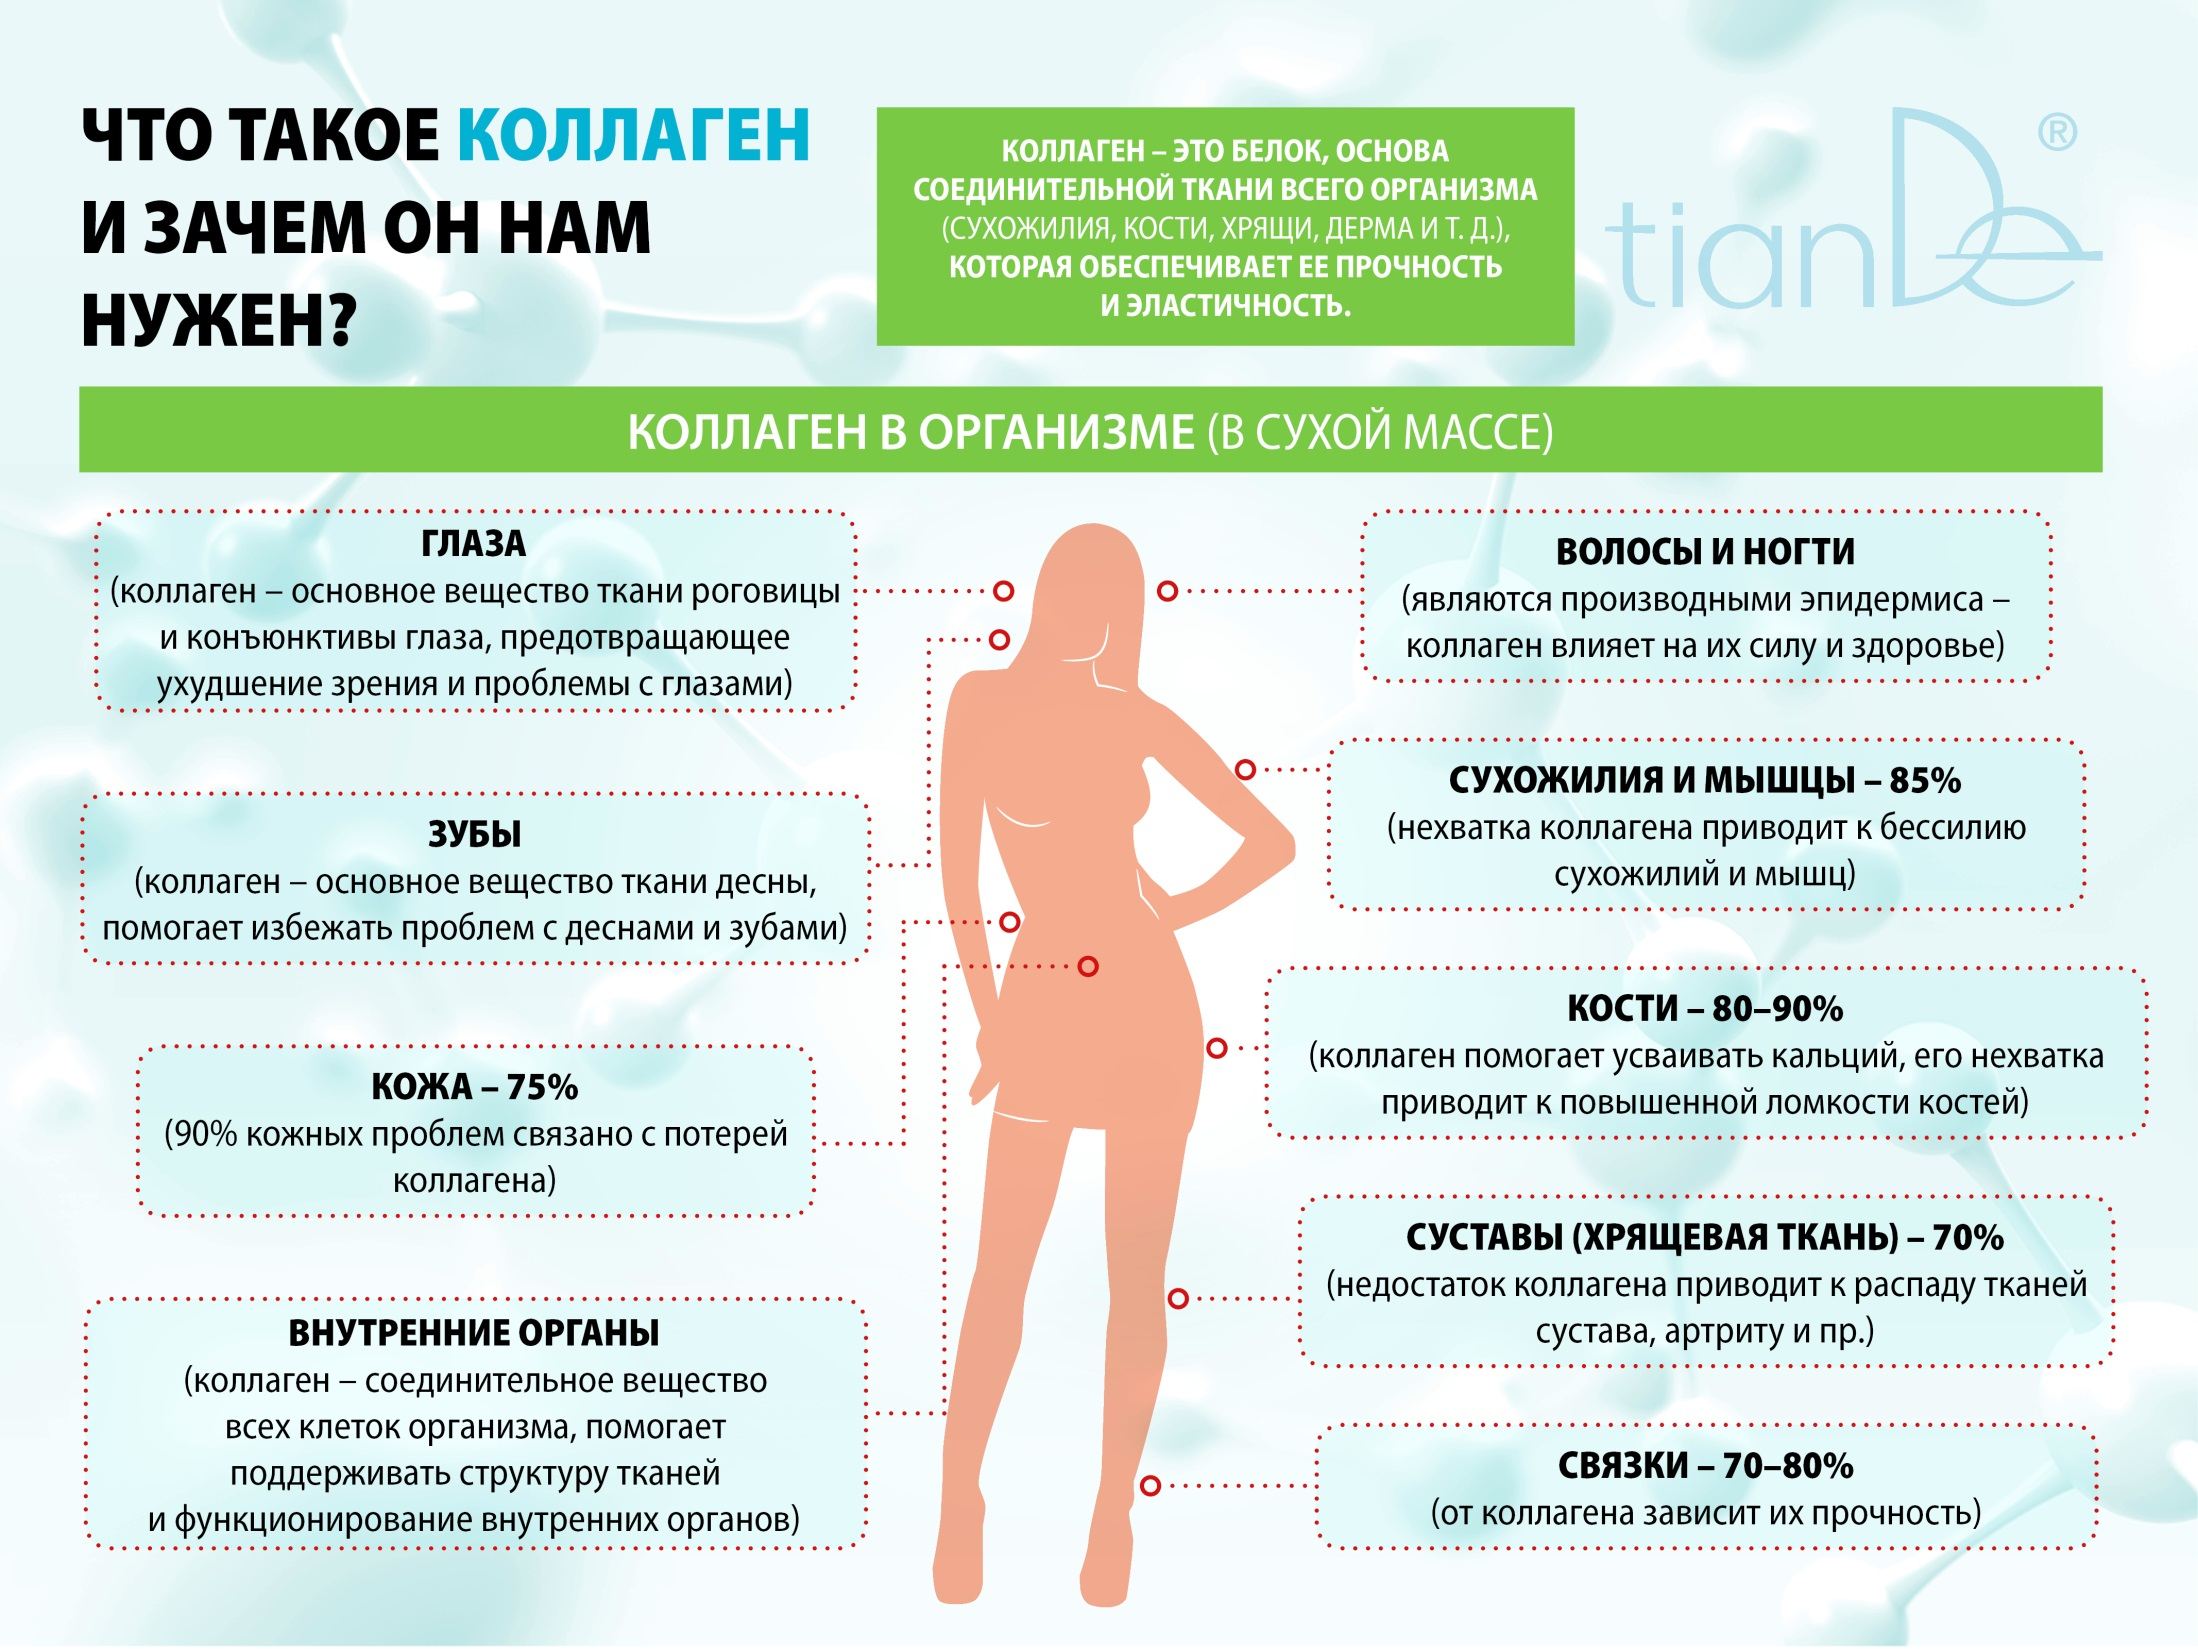 ЧТО ТАКОЕ КОЛЛАГЕН
И ЗАЧЕМ ОН НАМ
НУЖЕН?
КОЛЛАГЕН – ЭТО БЕЛОК, ОСНОВА
СОЕДИНИТЕЛЬНОЙ ТКАНИ ВСЕГО ОРГАНИЗМА
(СУХОЖИЛИЯ, КОСТИ, ХРЯЩИ, ДЕРМА И Т. Д.),
КОТОРАЯ ОБЕСПЕЧИВАЕТ ЕЕ ПРОЧНОСТЬ
И ЭЛАСТИЧНОСТЬ.
tianDe®
КОЛЛАГЕН В ОРГАНИЗМЕ (В СУХОЙ МАССЕ)
ГЛАЗА
(коллаген – основное вещество ткани роговицы
и конъюнктивы глаза, предотвращающее
ухудшение зрения и проблемы с глазами)
ЗУБЫ
(коллаген – основное вещество ткани десны,
помогает избежать проблем с деснами и зубами)
КОЖА – 75%
(90% кожных проблем связано с потерей
коллагена)
ВНУТРЕННИЕ ОРГАНЫ
(коллаген – соединительное вещество
всех клеток организма, помогает
поддерживать структуру тканей
и функционирование внутренних органов)
ВОЛОСЫ И НОГТИ
(являются производными эпидермиса –
коллаген влияет на их силу и здоровье)
СУХОЖИЛИЯ И МЫШЦЫ – 85%
(нехватка коллагена приводит к бессилию
сухожилий и мышц)
КОСТИ – 80–90%
(коллаген помогает усваивать кальций, его нехватка
приводит к повышенной ломкости костей)
СУСТАВЫ (ХРЯЩЕВАЯ ТКАНЬ) – 70%
(недостаток коллагена приводит к распаду тканей
сустава, артриту и пр.)
СВЯЗКИ – 70–80%
(от коллагена зависит их прочность)